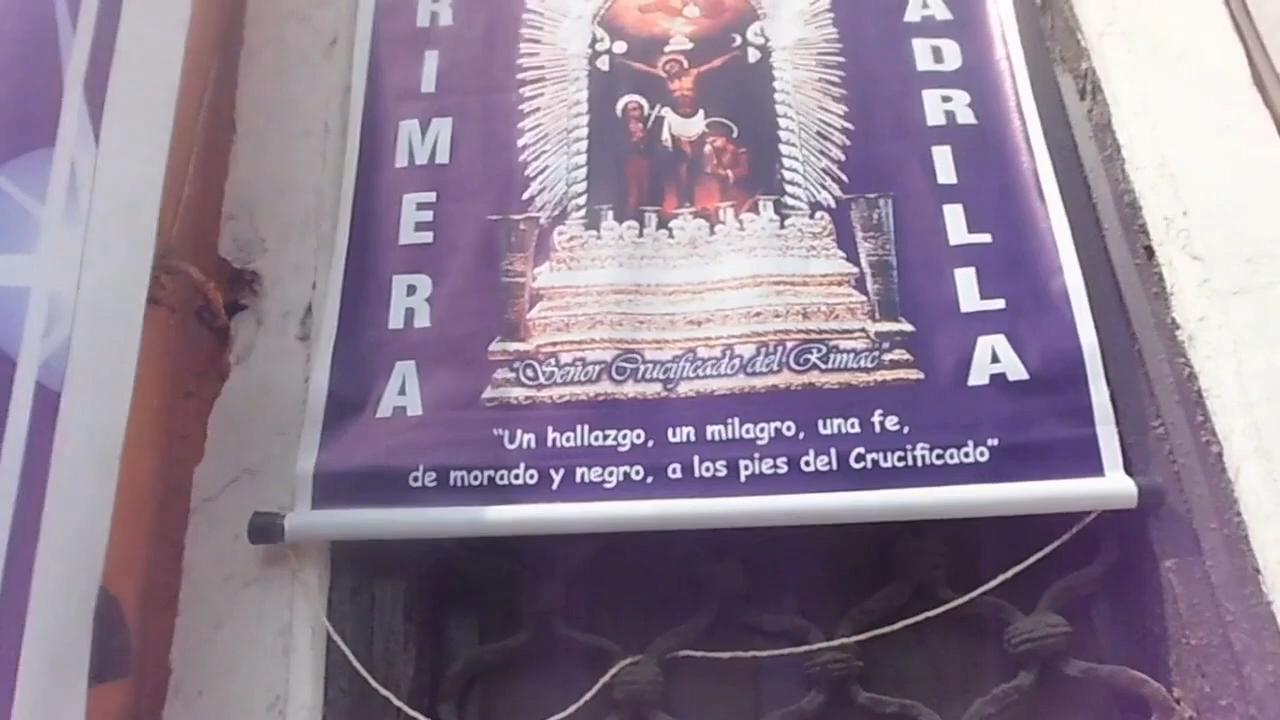 RIMERA
ADRILLA
"Señor Crucificado del Rimac"
“Un hallazgo, un milagro, una fe,
de morado y negro, a los pies del Crucificado”